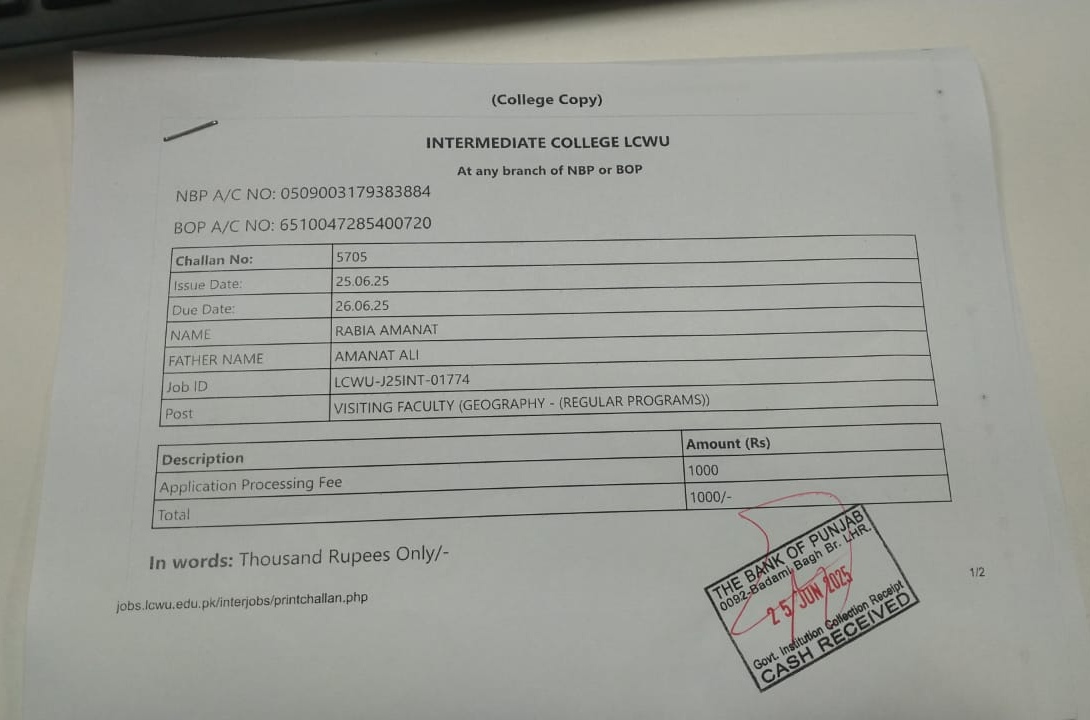 (College Copy)
INTERMEDIATE COLLEGE LCWU
At any branch of NBP or BOP
NBP A/C NO: 0509003179383884
BOP A/C NO: 6510047285400720
Challan No: 5705
Issue Date: 25.06.25
Due Date: 26.06.25
NAME RABIA AMANAT
FATHER NAME AMANAT ALI
Job ID LCWU-J25INT-01774
Post VISITING FACULTY (GEOGRAPHY - (REGULAR PROGRAMS))
Description Amount (Rs)
Application Processing Fee 1000
Total 1000/-
In words: Thousand Rupees Only/-
jobs.lcwu.edu.pk/interjobs/printchallan.php
1/2
THE BANK OF PUNJAB
0092-Badami Bagh Br. LHR.
25 JUN 2025
Govt. Institution Collection Receipt
CASH RECEIVED